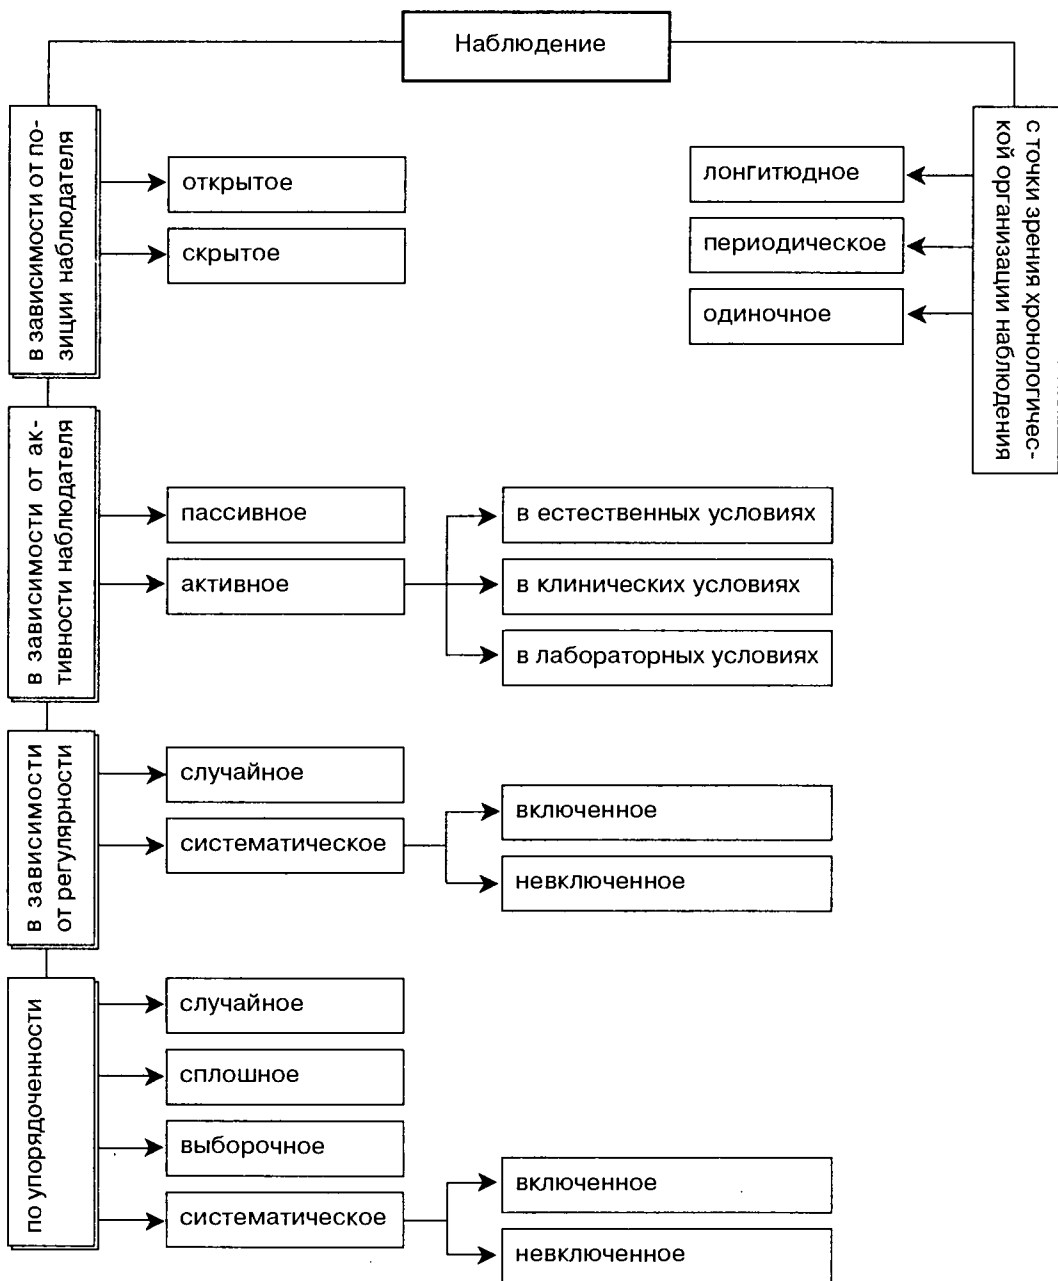 Наблюдение
в зависимости от по-
зиции наблюдателя
открытое
скрытое
с точки зрения хронологичес-
кой организации наблюдения
лонгитюдное
периодическое
одиночное
в зависимости от ак-
тивности наблюдателя
пассивное
активное
в естественных условиях
в клинических условиях
в лабораторных условиях
в зависимости
от регулярности
случайное
систематическое
включенное
невключенное
по упорядоченности
случайное
сплошное
выборочное
систематическое
включенное
невключенное